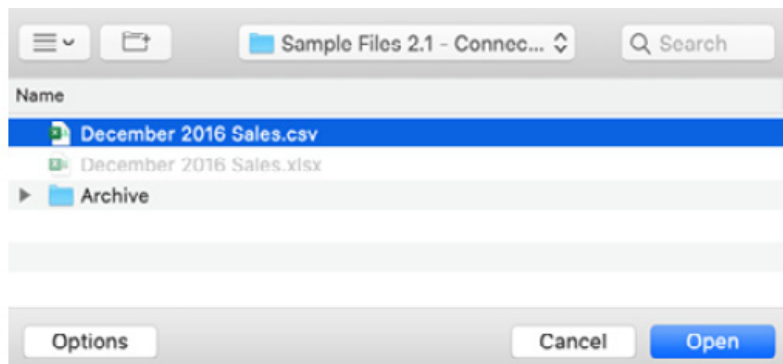 Sample Files 2.1 - Connec... Search
Name
December 2016 Sales.csv
December 2016 Sales.xlsx
Archive
Options Cancel Open